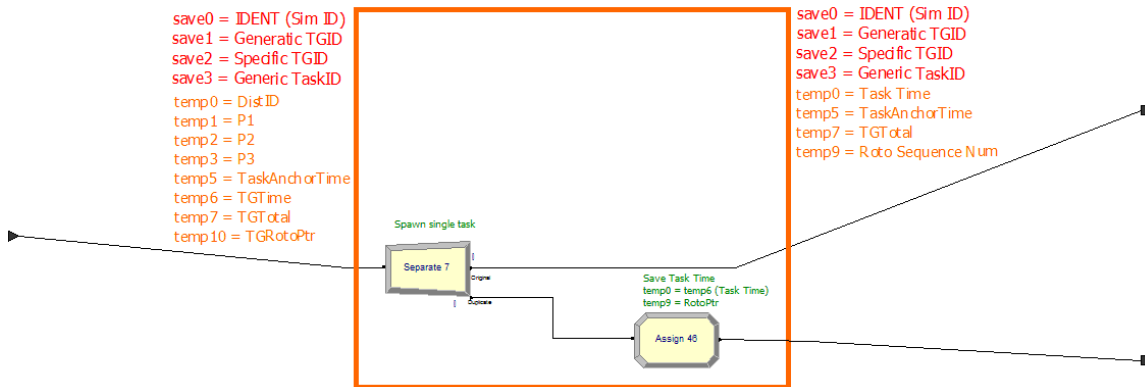 save0 = IDENT (Sim ID)
save1 = Generatic TGID
save2 = Specific TGID
save3 = Generic TaskID
temp0 = DistID
temp1 = P1
temp2 = P2
temp3 = P3
temp5 = TaskAnchorTime
temp6 = TGTime
temp7 = TGTotal
temp10 = TGRotoPtr
Spawn single task
Separate 7
Original
Duplicate
Save Task Time
temp0 = temp6 (Task Time)
temp9 = RotoPtr
Assign 46
save0 = IDENT (Sim ID)
save1 = Generatic TGID
save2 = Specific TGID
save3 = Generic TaskID
temp0 = Task Time
temp5 = TaskAnchorTime
temp7 = TGTotal
temp9 = Roto Sequence Num